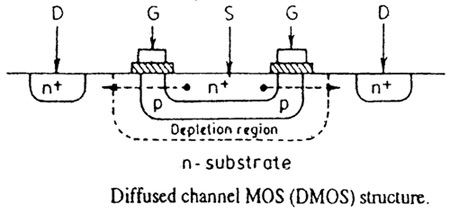 D G S G D
n+ n+ n+
p p
Depletion region
n-substrate
Diffused channel MOS (DMOS) structure.